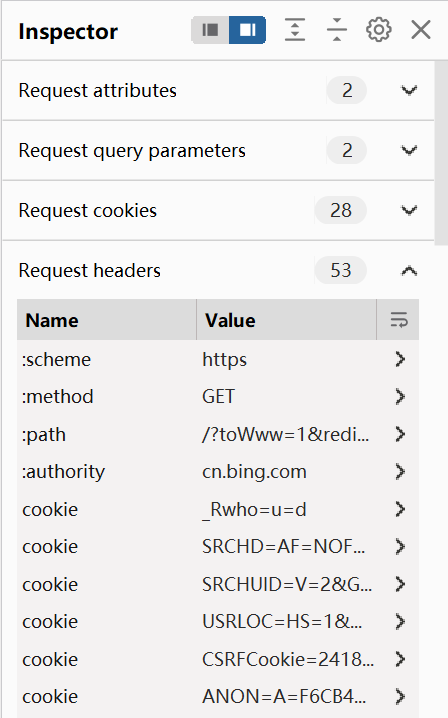 Inspector
Request attributes 2
Request query parameters 2
Request cookies 28
Request headers 53
Name Value
:scheme https
:method GET
:path /?toWww=1&redi...
:authority cn.bing.com
cookie _Rwho=u=d
cookie SRCHD=AF=NOF...
cookie SRCHUID=V=2&G...
cookie USRLOC=HS=1&...
cookie CSRFCookie=2418...
cookie ANON=A=F6CB4...